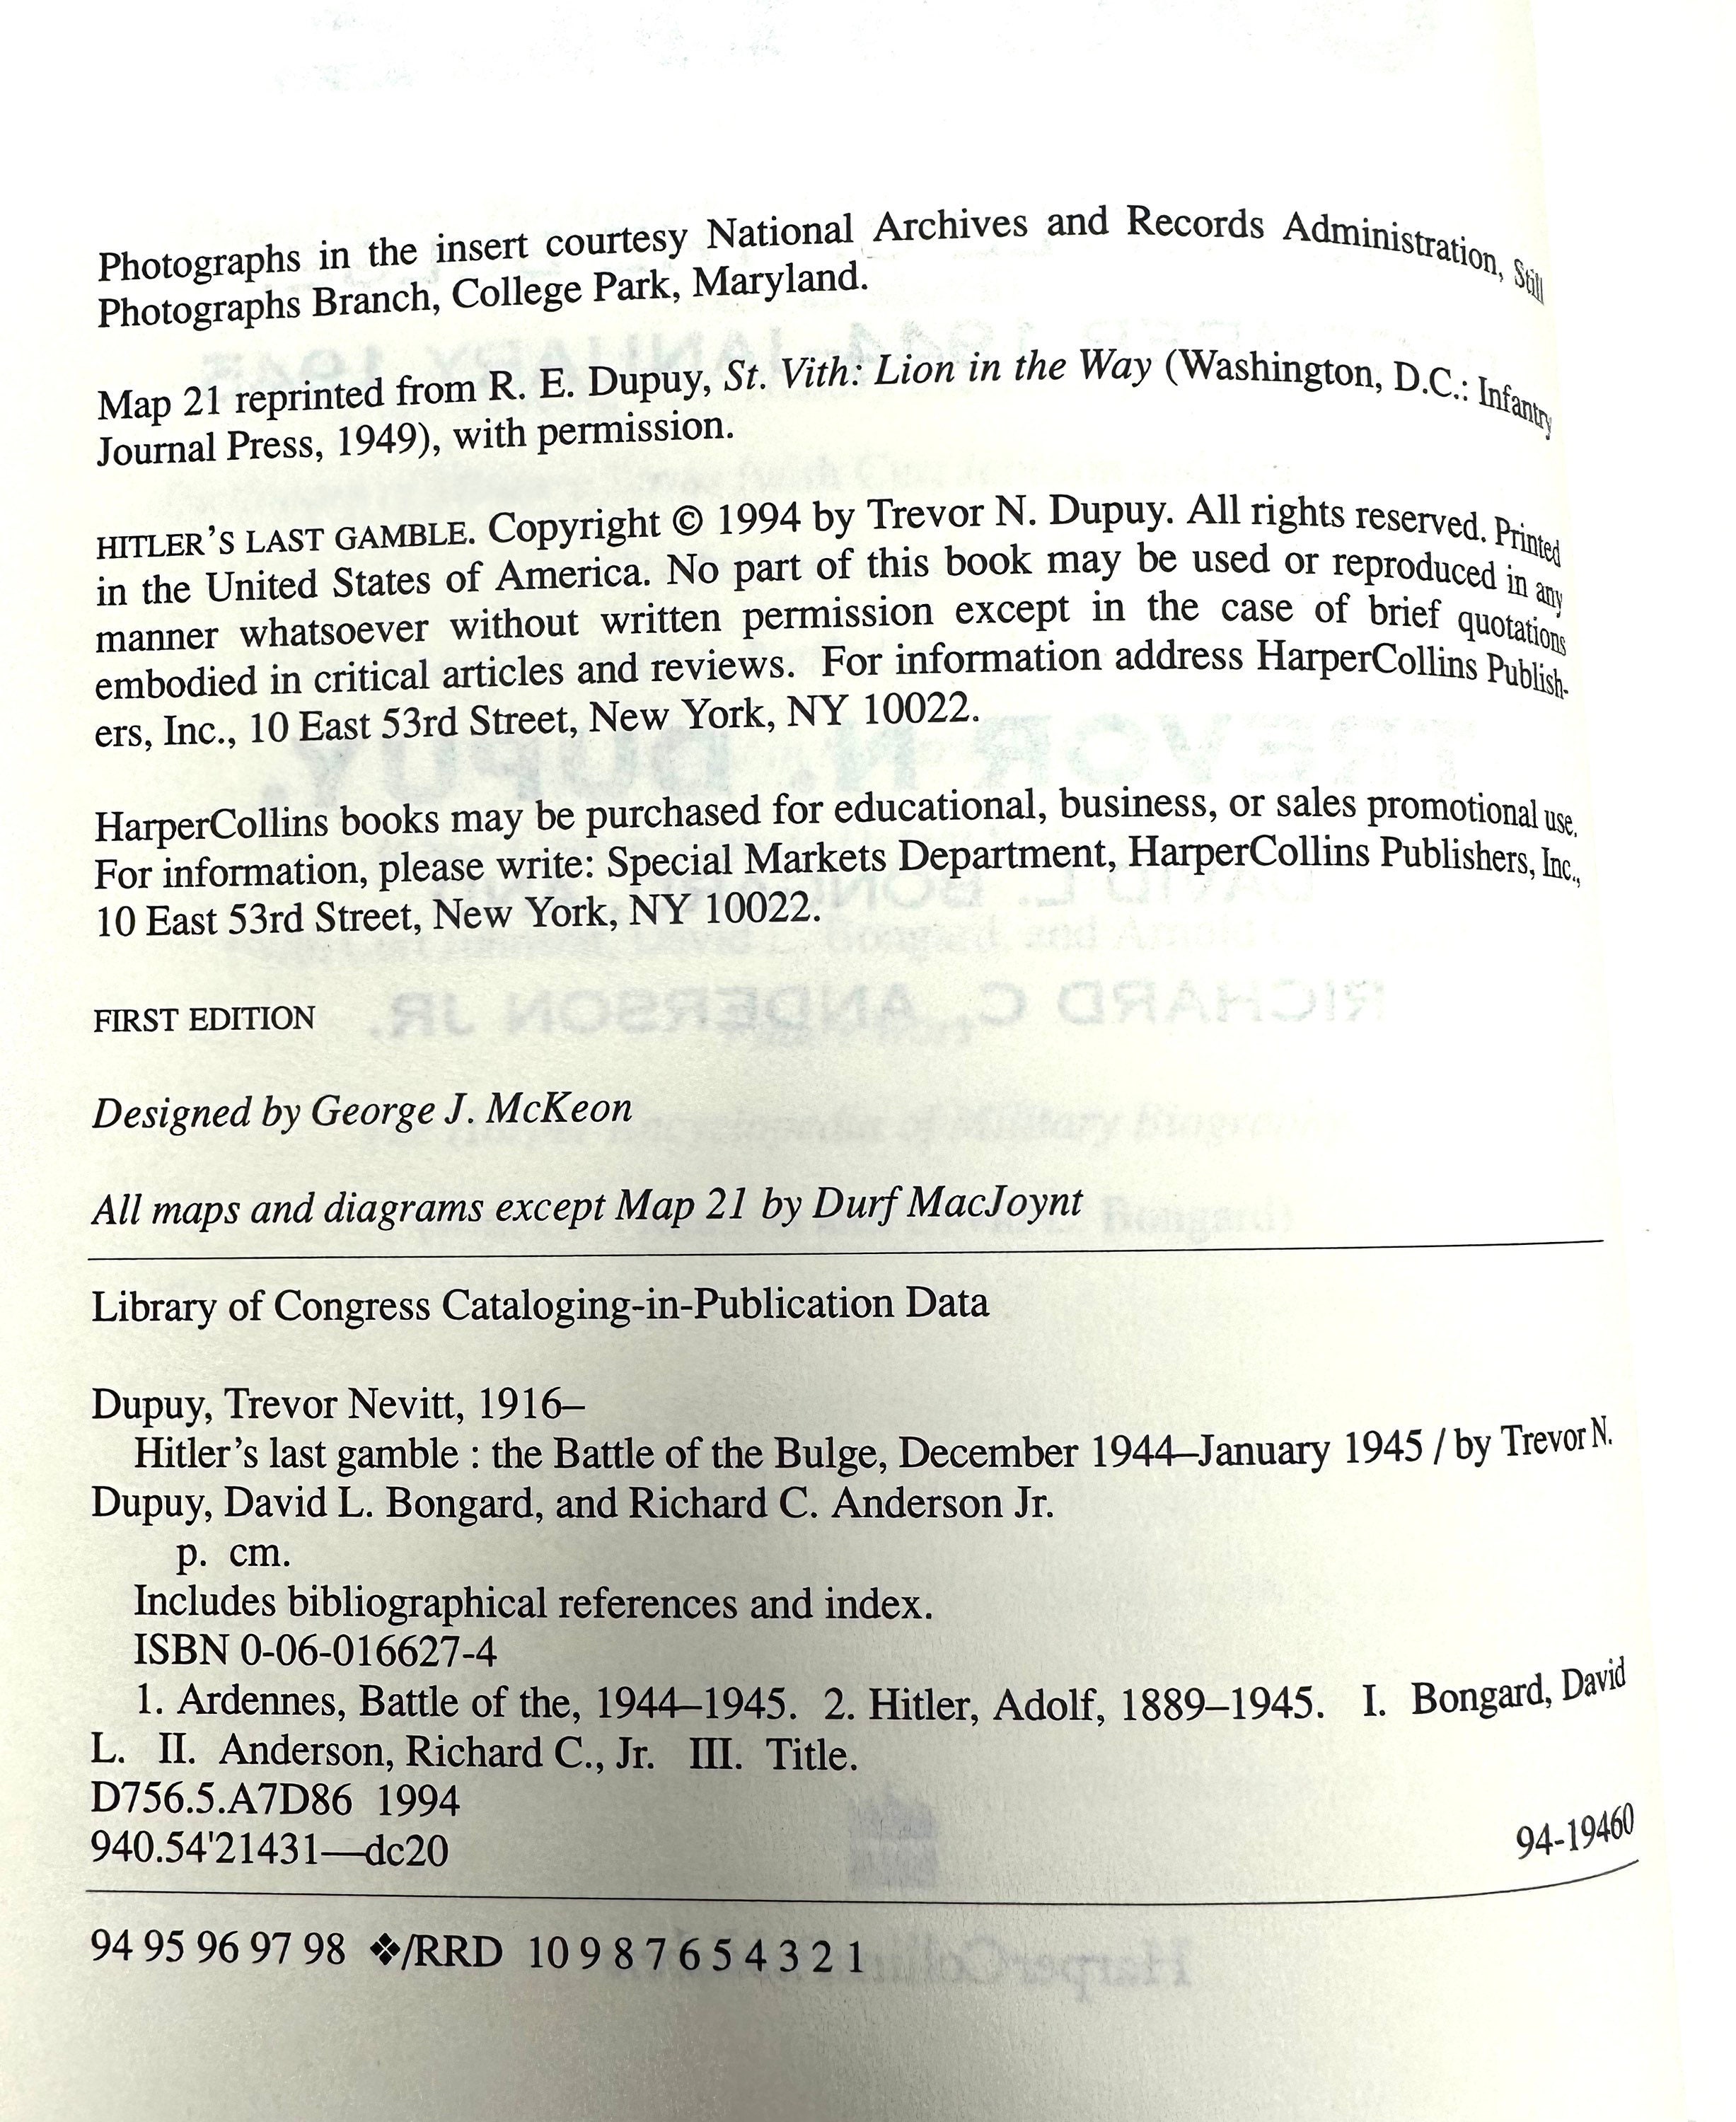 Photographs in the insert courtesy National Archives and Records Administration, Still
Photographs Branch, College Park, Maryland.
Map 21 reprinted from R. E. Dupuy, St. Vith: Lion in the Way (Washington, D.C.: Infantry
Journal Press, 1949), with permission.
HITLER'S LAST GAMBLE. Copyright © 1994 by Trevor N. Dupuy. All rights reserved. Printed
in the United States of America. No part of this book may be used or reproduced in any
manner whatsoever without written permission except in the case of brief quotations
embodied in critical articles and reviews. For information address HarperCollins Publish-
ers, Inc., 10 East 53rd Street, New York, NY 10022.
HarperCollins books may be purchased for educational, business, or sales promotional use.
For information, please write: Special Markets Department, HarperCollins Publishers, Inc.,
10 East 53rd Street, New York, NY 10022.
FIRST EDITION
Designed by George J. McKeon
All maps and diagrams except Map 21 by Durf MacJoynt
Library of Congress Cataloging-in-Publication Data
Dupuy, Trevor Nevitt, 1916–
Hitler's last gamble : the Battle of the Bulge, December 1944–January 1945 / by Trevor N.
Dupuy, David L. Bongard, and Richard C. Anderson Jr.
p. cm.
Includes bibliographical references and index.
ISBN 0-06-016627-4
1. Ardennes, Battle of the, 1944–1945. 2. Hitler, Adolf, 1889–1945. I. Bongard, David
L. II. Anderson, Richard C., Jr. III. Title.
D756.5.A7D86 1994
940.54'21431—dc20 94-19460
94 95 96 97 98 ❖/RRD 10 9 8 7 6 5 4 3 2 1